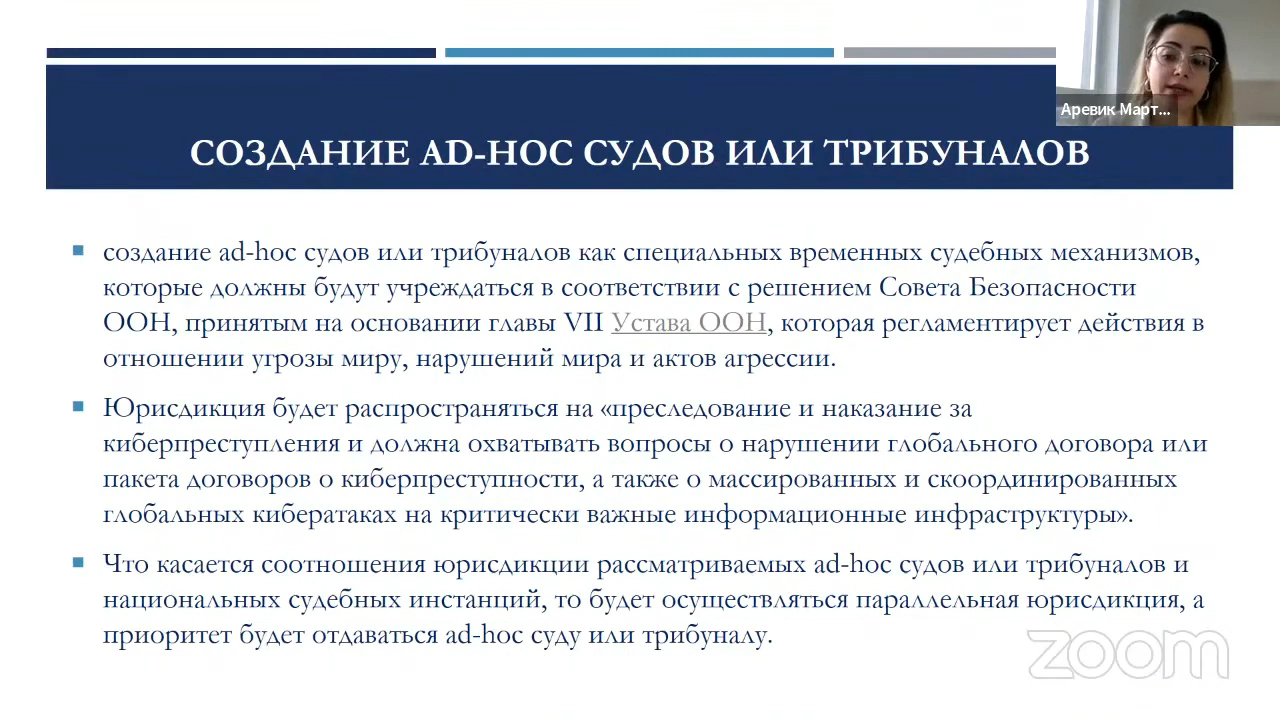 Аревик Март...
СОЗДАНИЕ AD-HOC СУДОВ ИЛИ ТРИБУНАЛОВ
создание ad-hoc судов или трибуналов как специальных временных судебных механизмов,
которые должны будут учреждаться в соответствии с решением Совета Безопасности
ООН, принятым на основании главы VII Устава ООН, которая регламентирует действия в
отношении угрозы миру, нарушений мира и актов агрессии.
Юрисдикция будет распространяться на «преследование и наказание за
киберпреступления и должна охватывать вопросы о нарушении глобального договора или
пакета договоров о киберпреступности, а также о массированных и скоординированных
глобальных кибератаках на критически важные информационные инфраструктуры».
Что касается соотношения юрисдикции рассматриваемых ad-hoc судов или трибуналов и
национальных судебных инстанций, то будет осуществляться параллельная юрисдикция, а
приоритет будет отдаваться ad-hoc суду или трибуналу.
zoom